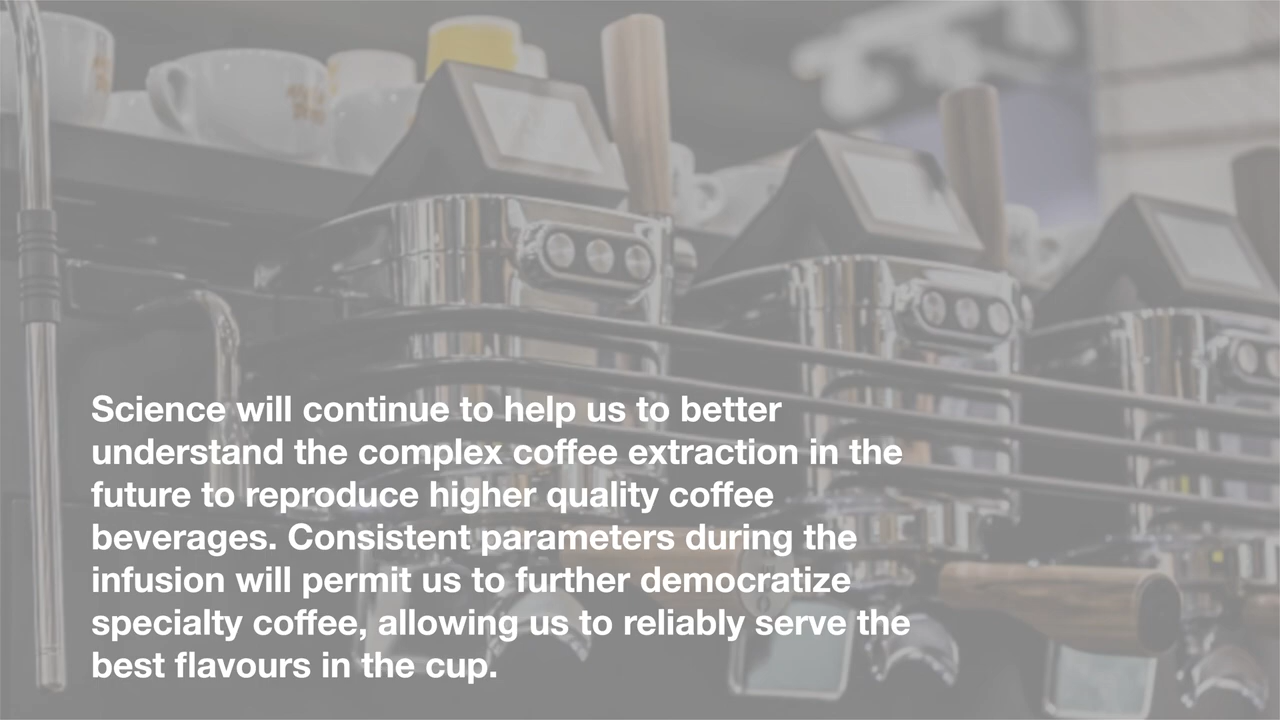 Science will continue to help us to better
understand the complex coffee extraction in the
future to reproduce higher quality coffee
beverages. Consistent parameters during the
infusion will permit us to further democratize
specialty coffee, allowing us to reliably serve the
best flavours in the cup.